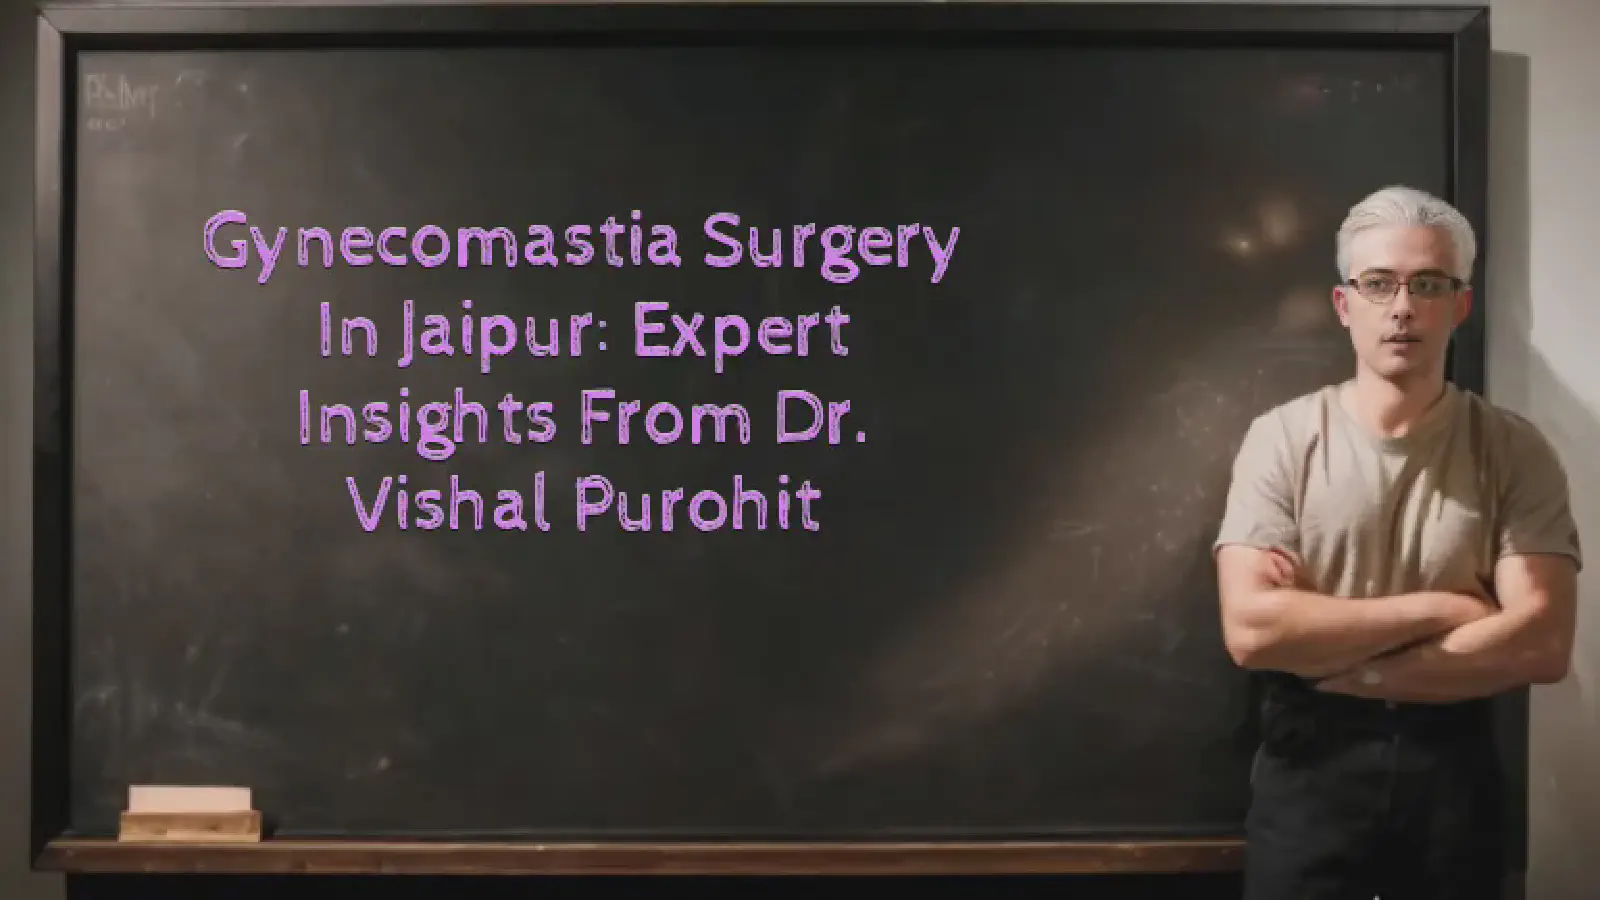 Gynecomastia Surgery
In Jaipur: Expert
Insights From Dr.
Vishal Purohit